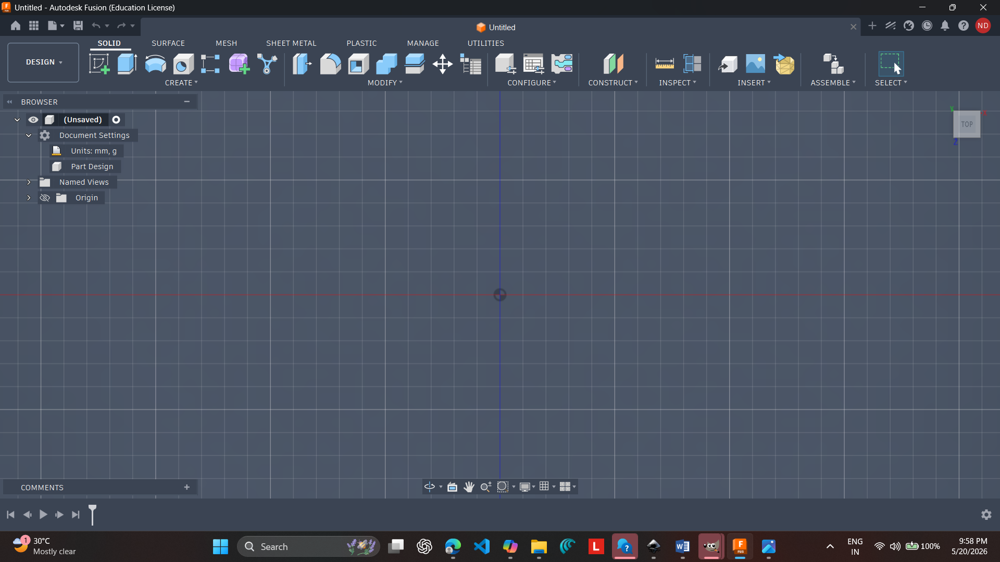 Untitled - Autodesk Fusion (Education License)
Untitled
ND
DESIGN
SOLID
SURFACE
MESH
SHEET METAL
PLASTIC
MANAGE
UTILITIES
CREATE
MODIFY
CONFIGURE
CONSTRUCT
INSPECT
INSERT
ASSEMBLE
SELECT
BROWSER
(Unsaved)
Document Settings
Units: mm, g
Part Design
Named Views
Origin
Y
X
TOP
Z
COMMENTS
1
30°C
Mostly clear
Search
L
W
F
FUS
ENG
IN
100%
9:58 PM
5/20/2026